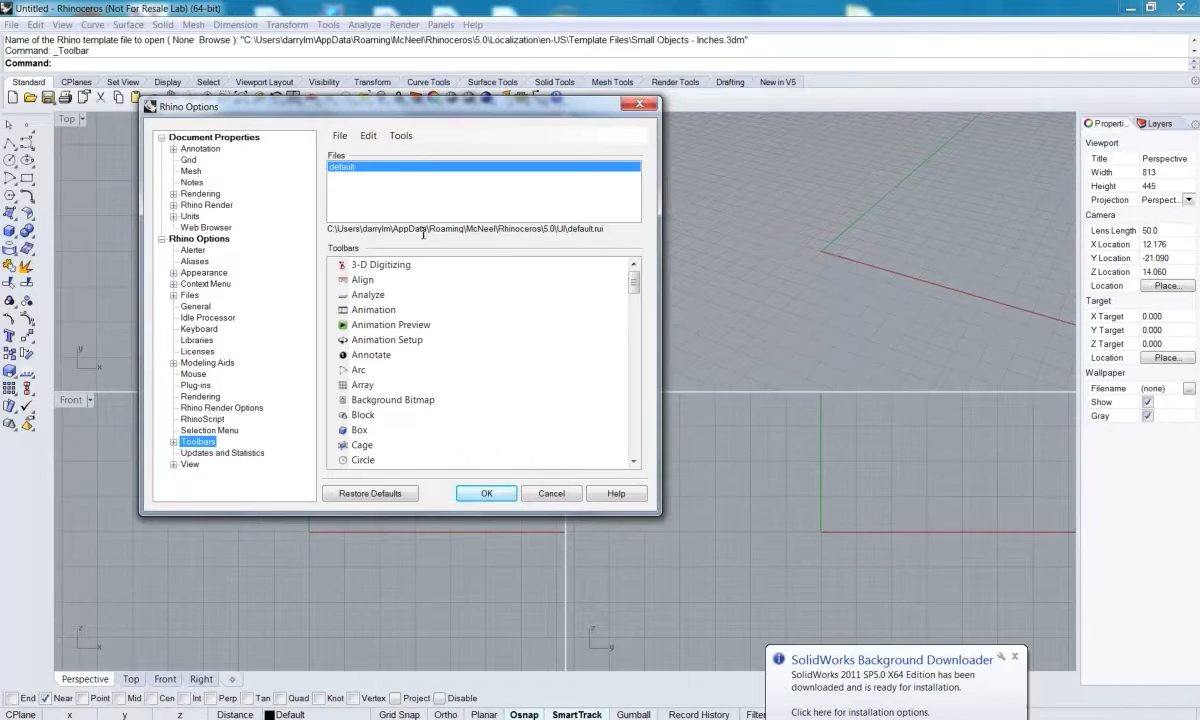 Untitled - Rhinoceros (Not For Resale Lab) (64-bit)
File Edit View Curve Surface Solid Mesh Dimension Transform Tools Analyze Render Panels Help
Name of the Rhino template file to open ( None Browse ): "C:\Users\darrylm\AppData\Roaming\McNeel\Rhinoceros\5.0\Localization\en-US\Template Files\Small Objects - Inches.3dm"
Command: _Toolbar
Command:
Standard CPlanes Set View Display Select Viewport Layout Visibility Transform Curve Tools Surface Tools Solid Tools Mesh Tools Render Tools Drafting New in V5
Top
Rhino Options
Document Properties
Annotation
Grid
Mesh
Notes
Rendering
Rhino Render
Units
Web Browser
Rhino Options
Alerter
Aliases
Appearance
Context Menu
Files
General
Idle Processor
Keyboard
Libraries
Licenses
Modeling Aids
Mouse
Plug-ins
Rendering
Rhino Render Options
RhinoScript
Selection Menu
Toolbars
Updates and Statistics
View
File Edit Tools
Files
default
C:\Users\darrylm\AppData\Roaming\McNeel\Rhinoceros\5.0\UI\default.rui
Toolbars
3-D Digitizing
Align
Analyze
Animation
Animation Preview
Animation Setup
Annotate
Arc
Array
Background Bitmap
Block
Box
Cage
Circle
Restore Defaults OK Cancel Help
Properti... Layers
Viewport
Title Perspective
Width 813
Height 445
Projection Perspect...
Camera
Lens Length 50.0
X Location 12.176
Y Location -21.090
Z Location 14.060
Location Place...
Target
X Target 0.000
Y Target 0.000
Z Target 0.000
Location Place...
Wallpaper
Filename (none) ...
Show
Gray
y
x
Front
z
x
z
y
SolidWorks Background Downloader
SolidWorks 2011 SP5.0 X64 Edition has been
downloaded and is ready for installation.
Click here for installation options.
Perspective Top Front Right
End Near Point Mid Cen Int Perp Tan Quad Knot Vertex Project Disable
CPlane x y z Distance Default Grid Snap Ortho Planar Osnap SmartTrack Gumball Record History Filter